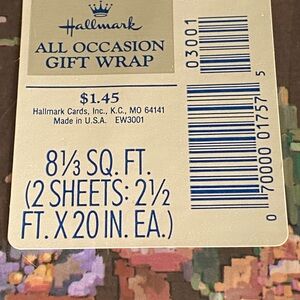 Hallmark
ALL OCCASION
GIFT WRAP
$1.45
Hallmark Cards, Inc., K.C., MO 64141
Made in U.S.A. EW3001
8⅓ SQ. FT.
(2 SHEETS: 2½
FT. X 20 IN. EA.)
03001
0 70000 01757 5